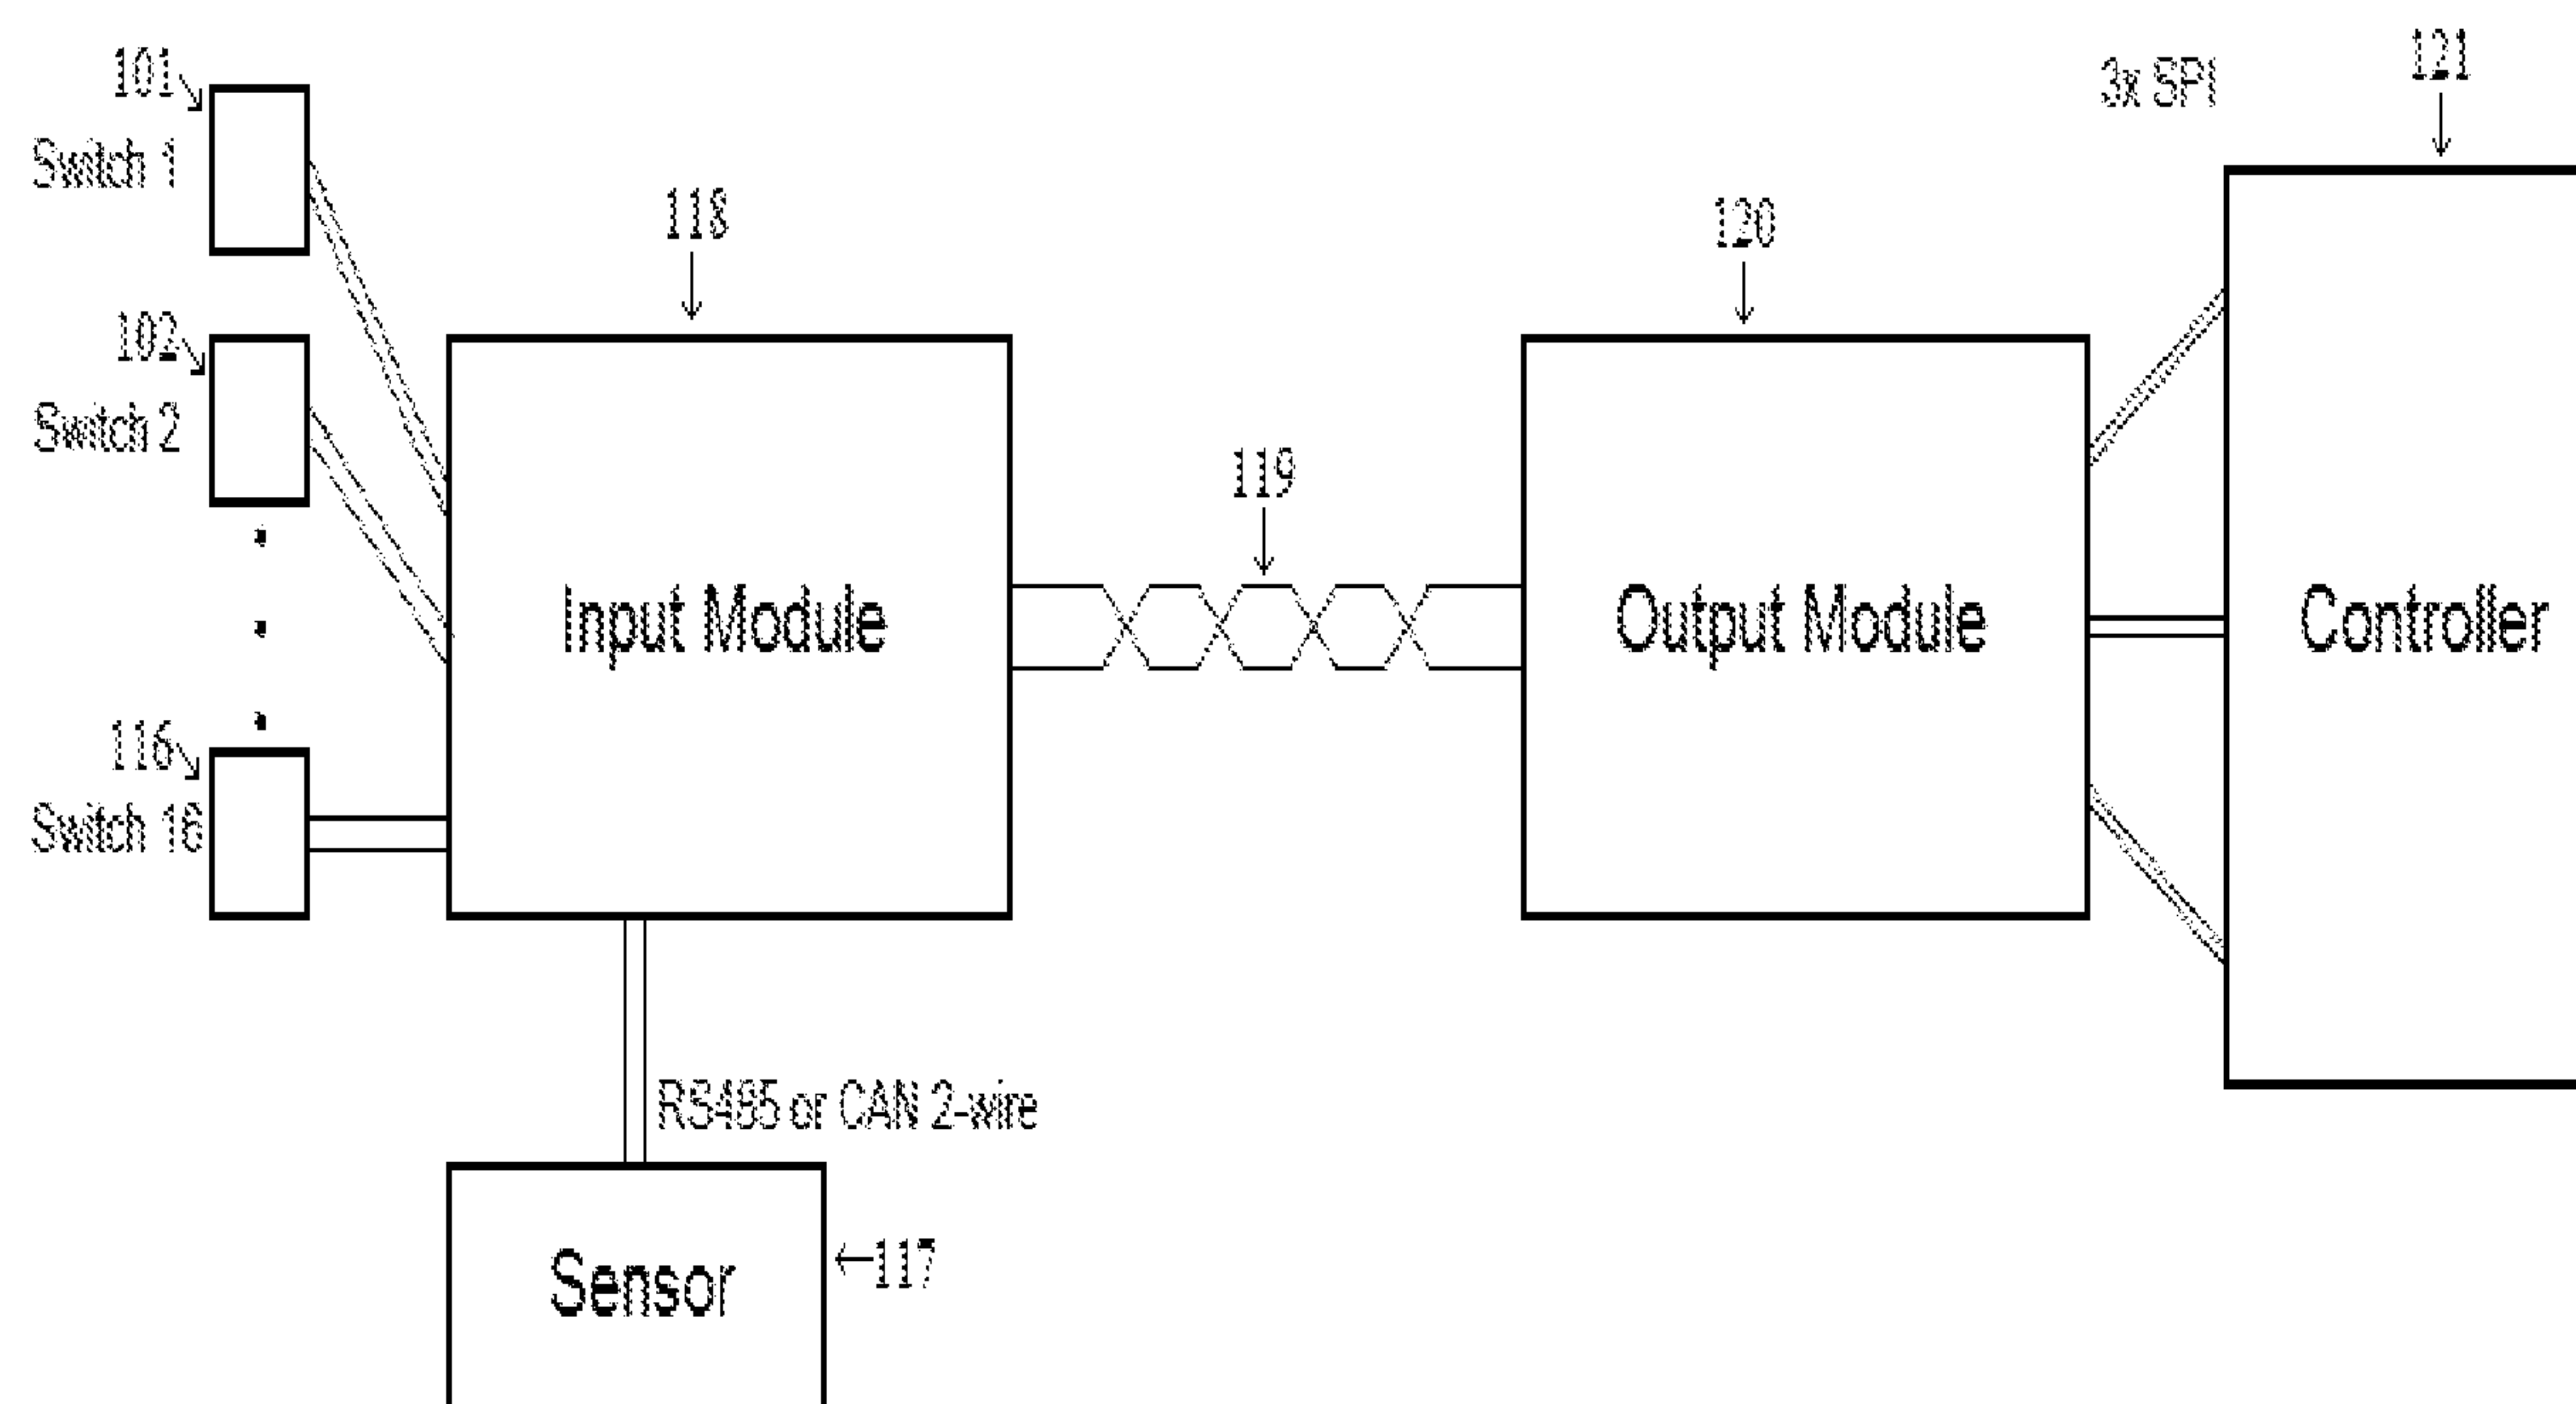 101
Switch 1
102
Switch 2
116
Switch 16
118
Input Module
119
120
Output Module
3x SPI
121
Controller
RS485 or CAN 2-wire
Sensor
117